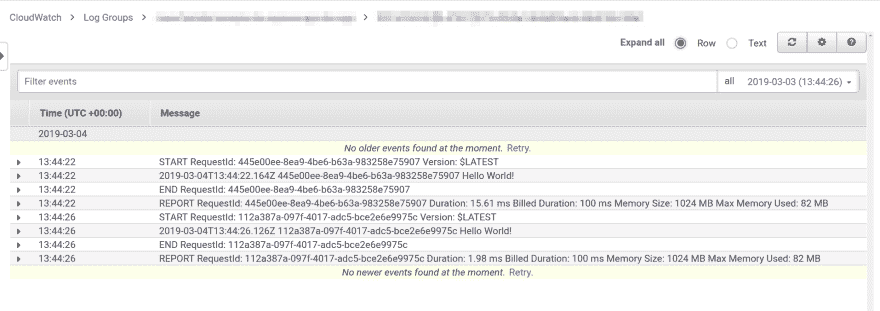 CloudWatch > Log Groups > >
Expand all Row Text
Filter events all 2019-03-03 (13:44:26)
Time (UTC +00:00) Message
2019-03-04
No older events found at the moment. Retry.
13:44:22 START RequestId: 445e00ee-8ea9-4be6-b63a-983258e75907 Version: $LATEST
13:44:22 2019-03-04T13:44:22.164Z 445e00ee-8ea9-4be6-b63a-983258e75907 Hello World!
13:44:22 END RequestId: 445e00ee-8ea9-4be6-b63a-983258e75907
13:44:22 REPORT RequestId: 445e00ee-8ea9-4be6-b63a-983258e75907 Duration: 15.61 ms Billed Duration: 100 ms Memory Size: 1024 MB Max Memory Used: 82 MB
13:44:26 START RequestId: 112a387a-097f-4017-adc5-bce2e6e9975c Version: $LATEST
13:44:26 2019-03-04T13:44:26.126Z 112a387a-097f-4017-adc5-bce2e6e9975c Hello World!
13:44:26 END RequestId: 112a387a-097f-4017-adc5-bce2e6e9975c
13:44:26 REPORT RequestId: 112a387a-097f-4017-adc5-bce2e6e9975c Duration: 1.98 ms Billed Duration: 100 ms Memory Size: 1024 MB Max Memory Used: 82 MB
No newer events found at the moment. Retry.